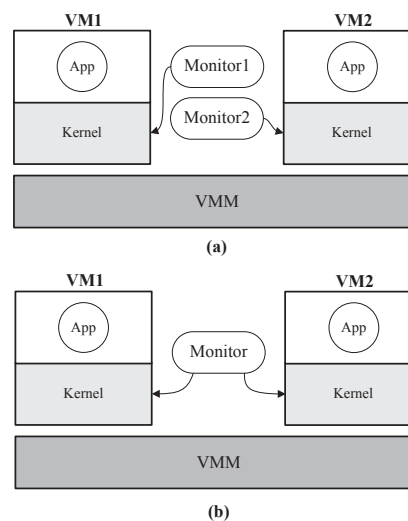 VM1 VM2
App Monitor1 App
Kernel Monitor2 Kernel
VMM
(a)
VM1 VM2
App App
Monitor
Kernel Kernel
VMM
(b)